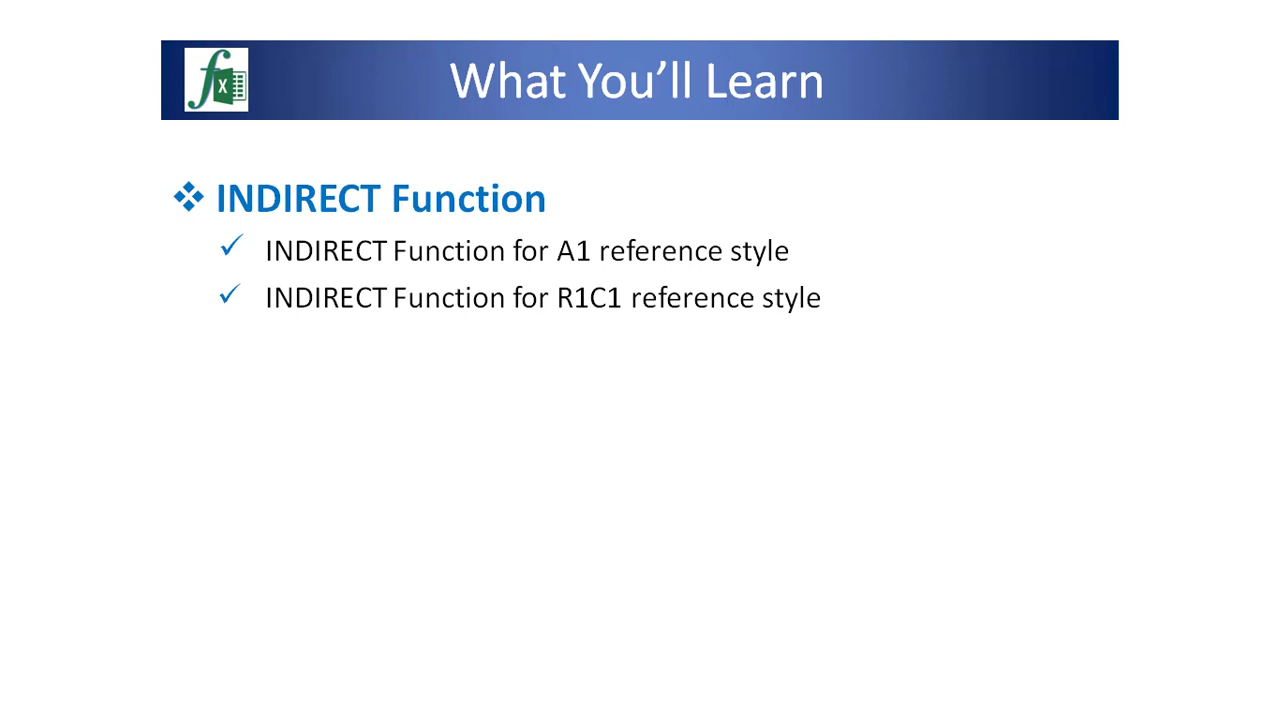 What You’ll Learn
INDIRECT Function
INDIRECT Function for A1 reference style
INDIRECT Function for R1C1 reference style